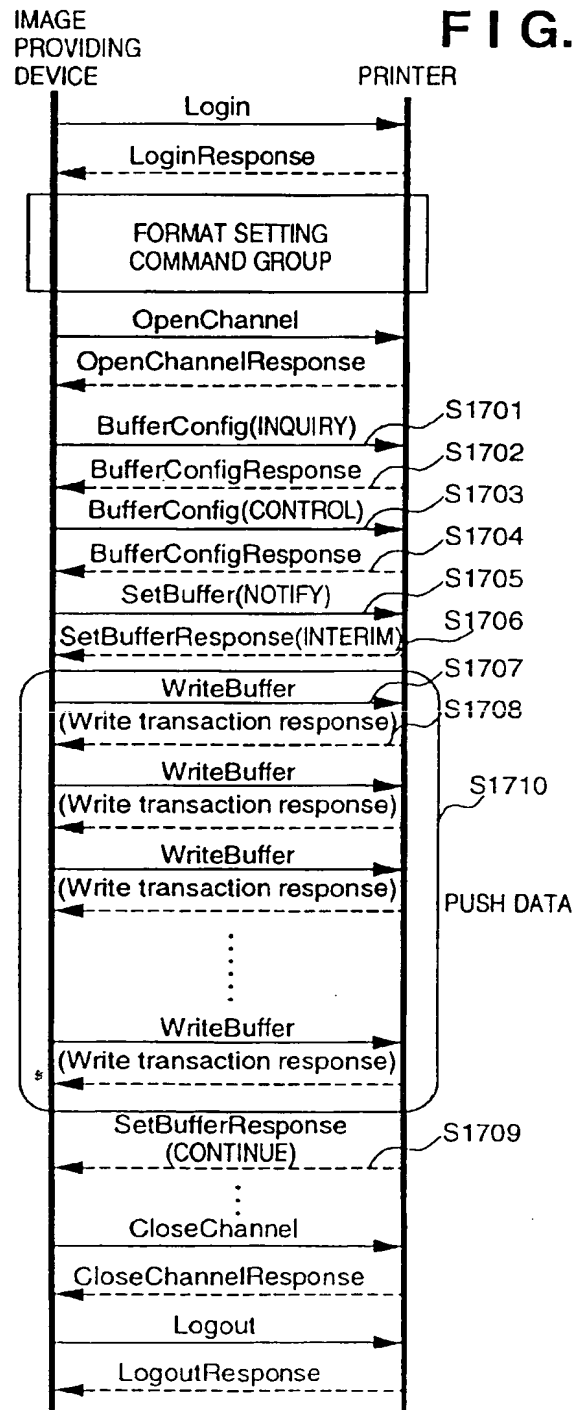 IMAGE
PROVIDING
DEVICE
FIG.
PRINTER
Login
LoginResponse
FORMAT SETTING
COMMAND GROUP
OpenChannel
OpenChannelResponse
BufferConfig(INQUIRY)
S1701
BufferConfigResponse
S1702
BufferConfig(CONTROL)
S1703
BufferConfigResponse
S1704
SetBuffer(NOTIFY)
S1705
SetBufferResponse(INTERIM)
S1706
WriteBuffer
S1707
(Write transaction response)
S1708
WriteBuffer
(Write transaction response)
S1710
WriteBuffer
(Write transaction response)
PUSH DATA
WriteBuffer
(Write transaction response)
SetBufferResponse
(CONTINUE)
S1709
CloseChannel
CloseChannelResponse
Logout
LogoutResponse